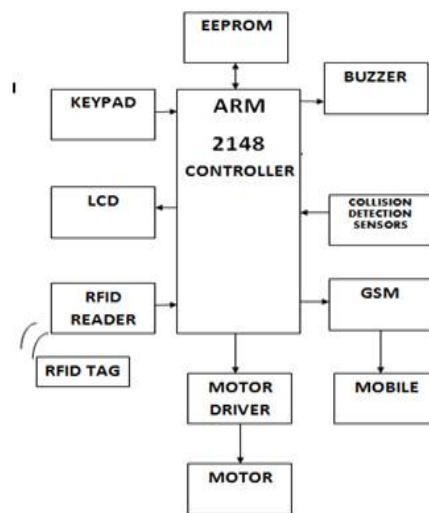 EEPROM
I
KEYPAD
ARM
2148
CONTROLLER
BUZZER
LCD
COLLISION
DETECTION
SENSORS
RFID
READER
GSM
RFID TAG
MOTOR
DRIVER
MOBILE
MOTOR